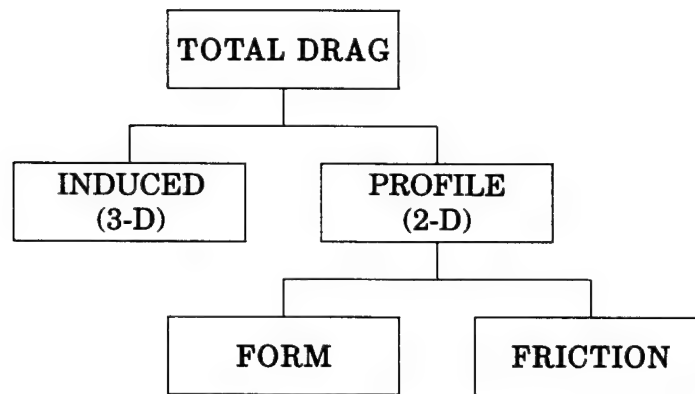 TOTAL DRAG
INDUCED
(3-D)
PROFILE
(2-D)
FORM
FRICTION